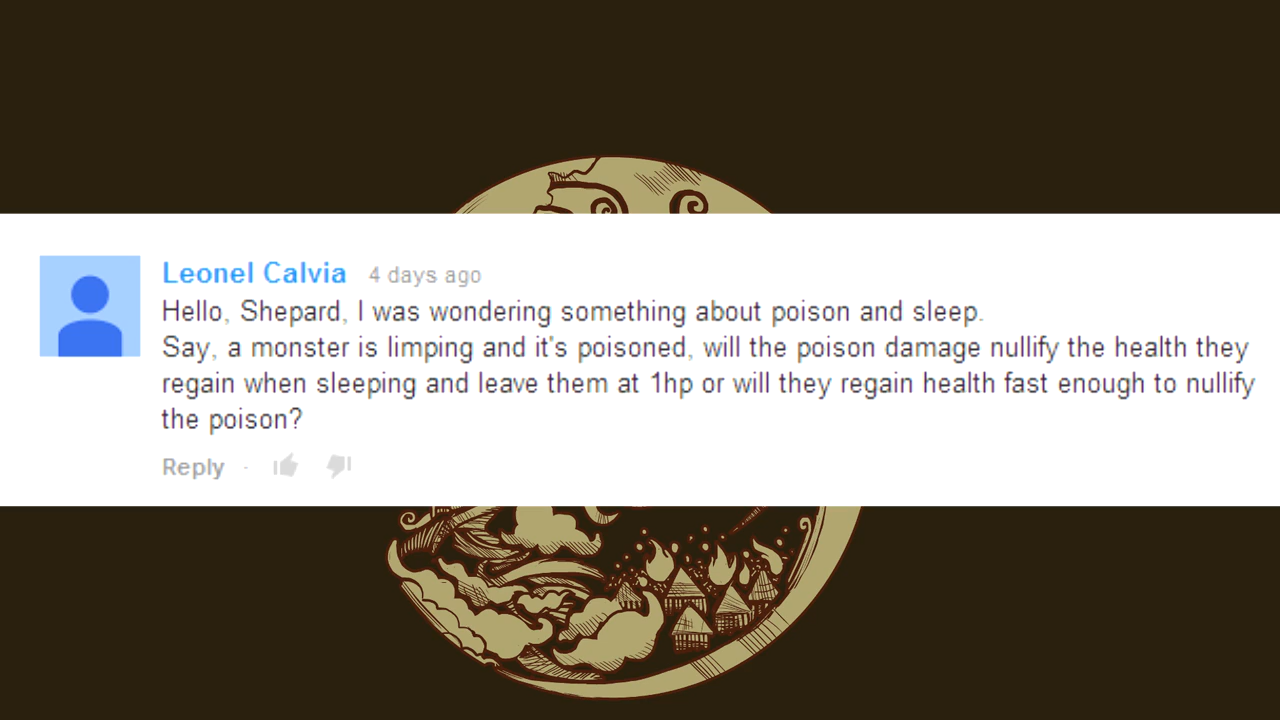 Leonel Calvia 4 days ago
Hello, Shepard, I was wondering something about poison and sleep.
Say, a monster is limping and it's poisoned, will the poison damage nullify the health they
regain when sleeping and leave them at 1hp or will they regain health fast enough to nullify
the poison?
Reply ·